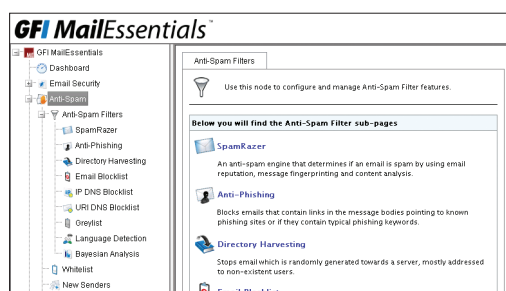 GFI MailEssentials™
GFI MailEssentials
Dashboard
Email Security
Anti-Spam
Anti-Spam Filters
SpamRazer
Anti-Phishing
Directory Harvesting
Email Blocklist
IP DNS Blocklist
URI DNS Blocklist
Greylist
Language Detection
Bayesian Analysis
Whitelist
New Senders
Anti-Spam Filters
Use this node to configure and manage Anti-Spam Filter features.
Below you will find the Anti-Spam Filter sub-pages
SpamRazer
An anti-spam engine that determines if an email is spam by using email
reputation, message fingerprinting and content analysis.
Anti-Phishing
Blocks emails that contain links in the message bodies pointing to known
phishing sites or if they contain typical phishing keywords.
Directory Harvesting
Stops email which is randomly generated towards a server, mostly addressed
to non-existent users.
Email Blocklist